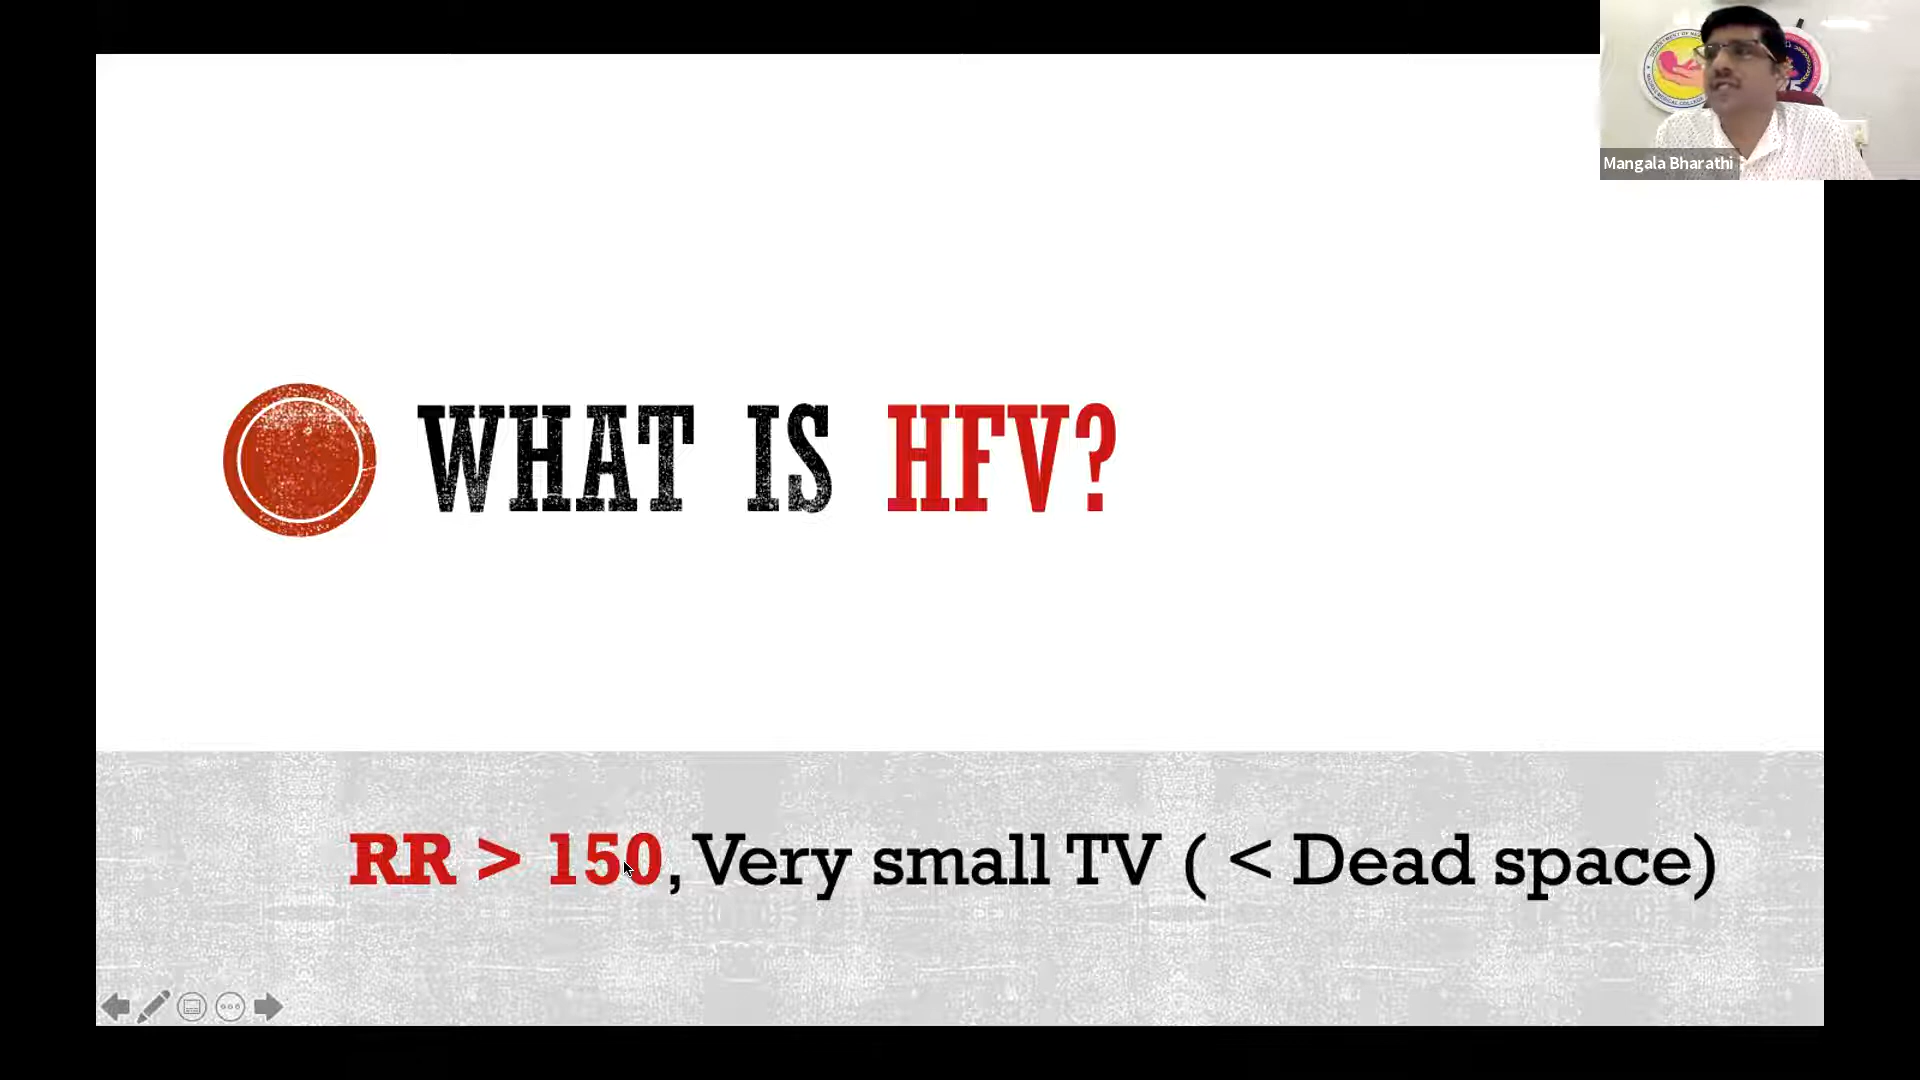 Mangala Bharathi
WHAT IS HFV?
RR > 150, Very small TV ( < Dead space)